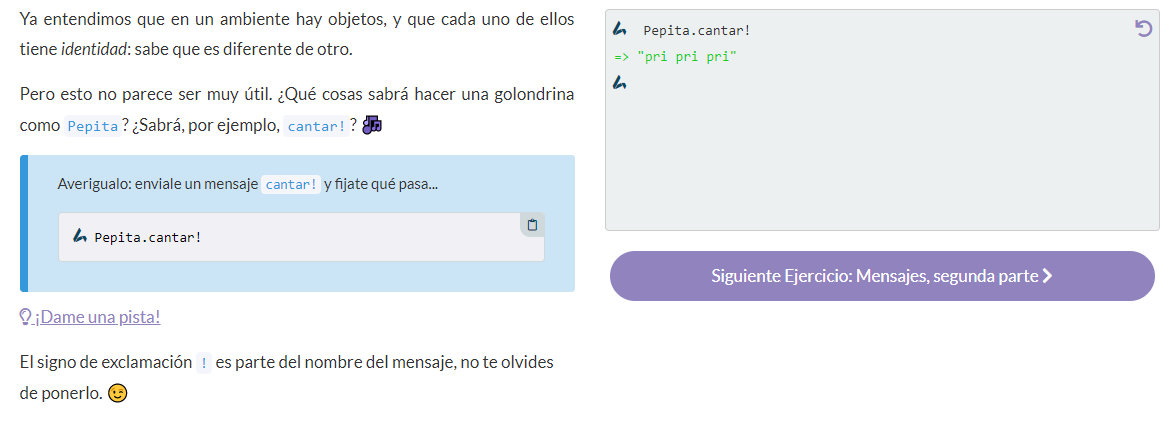 Ya entendimos que en un ambiente hay objetos, y que cada uno de ellos
tiene identidad: sabe que es diferente de otro.
Pero esto no parece ser muy útil. ¿Qué cosas sabrá hacer una golondrina
como Pepita? ¿Sabrá, por ejemplo, cantar!?
Averigualo: enviale un mensaje cantar! y fijate qué pasa...
Pepita.cantar!
¡Dame una pista!
El signo de exclamación ! es parte del nombre del mensaje, no te olvides
de ponerlo.
Pepita.cantar!
=> "pri pri pri"
Siguiente Ejercicio: Mensajes, segunda parte